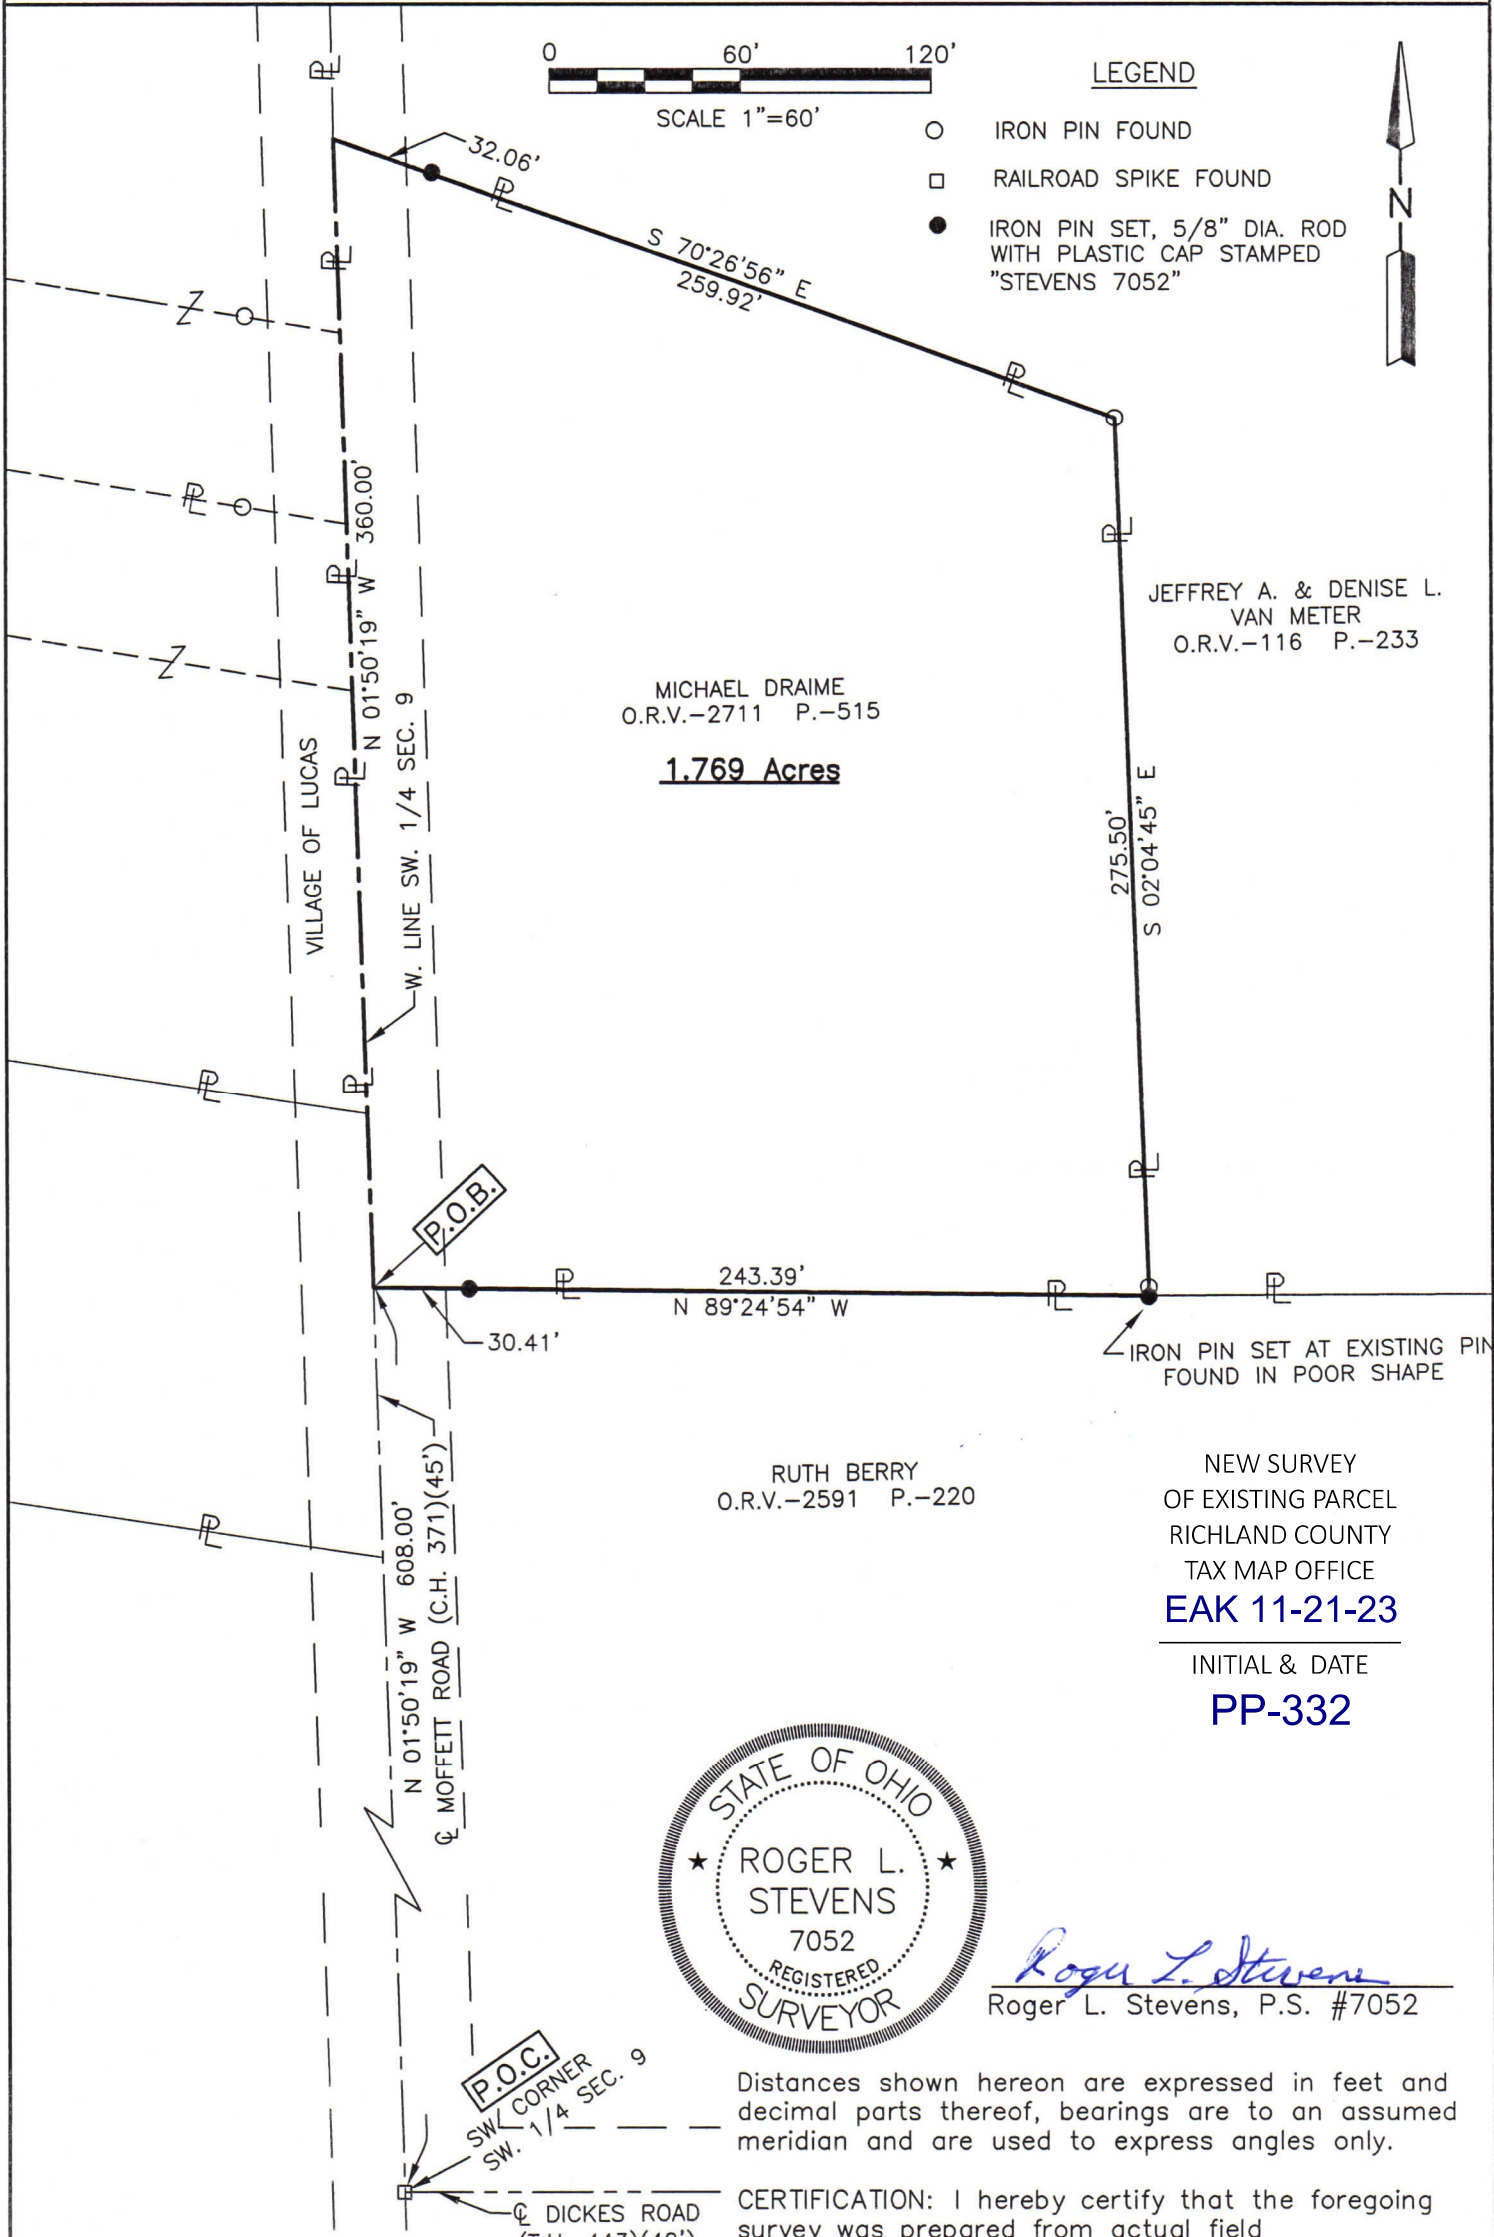 0 60' 120'
SCALE 1"=60'
LEGEND
IRON PIN FOUND
RAILROAD SPIKE FOUND
IRON PIN SET, 5/8" DIA. ROD
WITH PLASTIC CAP STAMPED
"STEVENS 7052"
N
32.06'
S 70°26'56" E
259.92'
N 01°50'19" W 360.00'
W. LINE SW. 1/4 SEC. 9
VILLAGE OF LUCAS
MICHAEL DRAIME
O.R.V.-2711 P.-515
1.769 Acres
JEFFREY A. & DENISE L.
VAN METER
O.R.V.-116 P.-233
275.50'
S 02°04'45" E
P.O.B.
243.39'
N 89°24'54" W
30.41'
IRON PIN SET AT EXISTING PIN
FOUND IN POOR SHAPE
RUTH BERRY
O.R.V.-2591 P.-220
N 01°50'19" W 608.00'
℄ MOFFETT ROAD (C.H. 371)(45')
NEW SURVEY
OF EXISTING PARCEL
RICHLAND COUNTY
TAX MAP OFFICE
EAK 11-21-23
INITIAL & DATE
PP-332
STATE OF OHIO
ROGER L.
STEVENS
7052
REGISTERED
SURVEYOR
Roger L. Stevens
Roger L. Stevens, P.S. #7052
P.O.C.
SW. CORNER
SW. 1/4 SEC. 9
℄ DICKES ROAD
Distances shown hereon are expressed in feet and
decimal parts thereof, bearings are to an assumed
meridian and are used to express angles only.
CERTIFICATION: I hereby certify that the foregoing
survey was prepared from actual field